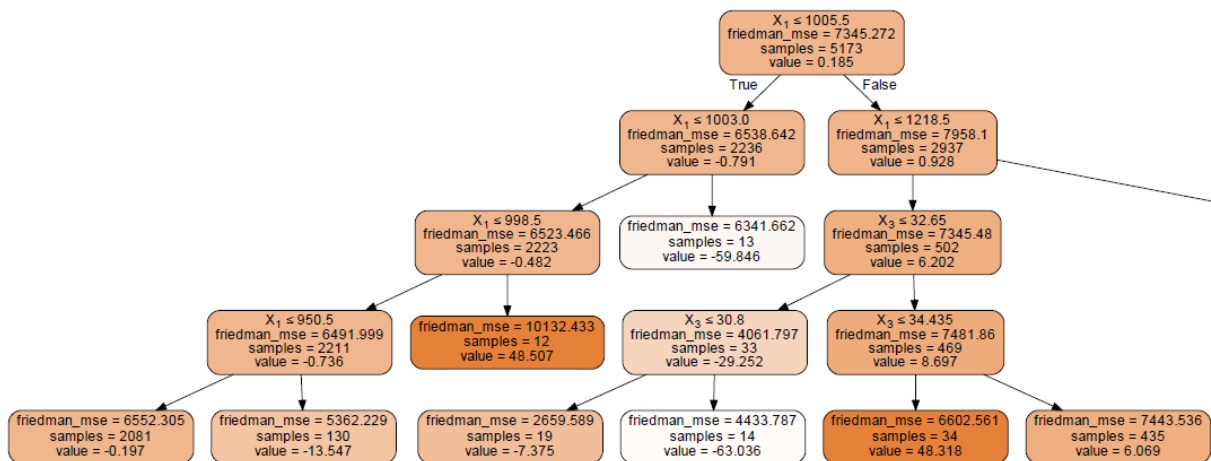 X₁ ≤ 1005.5
friedman_mse = 7345.272
samples = 5173
value = 0.185
True
False
X₁ ≤ 1003.0
friedman_mse = 6538.642
samples = 2236
value = -0.791
X₁ ≤ 1218.5
friedman_mse = 7958.1
samples = 2937
value = 0.928
X₁ ≤ 998.5
friedman_mse = 6523.466
samples = 2223
value = -0.482
friedman_mse = 6341.662
samples = 13
value = -59.846
X₃ ≤ 32.65
friedman_mse = 7345.48
samples = 502
value = 6.202
X₁ ≤ 950.5
friedman_mse = 6491.999
samples = 2211
value = -0.736
friedman_mse = 10132.433
samples = 12
value = 48.507
X₃ ≤ 30.8
friedman_mse = 4061.797
samples = 33
value = -29.252
X₃ ≤ 34.435
friedman_mse = 7481.86
samples = 469
value = 8.697
friedman_mse = 6552.305
samples = 2081
value = -0.197
friedman_mse = 5362.229
samples = 130
value = -13.547
friedman_mse = 2659.589
samples = 19
value = -7.375
friedman_mse = 4433.787
samples = 14
value = -63.036
friedman_mse = 6602.561
samples = 34
value = 48.318
friedman_mse = 7443.536
samples = 435
value = 6.069